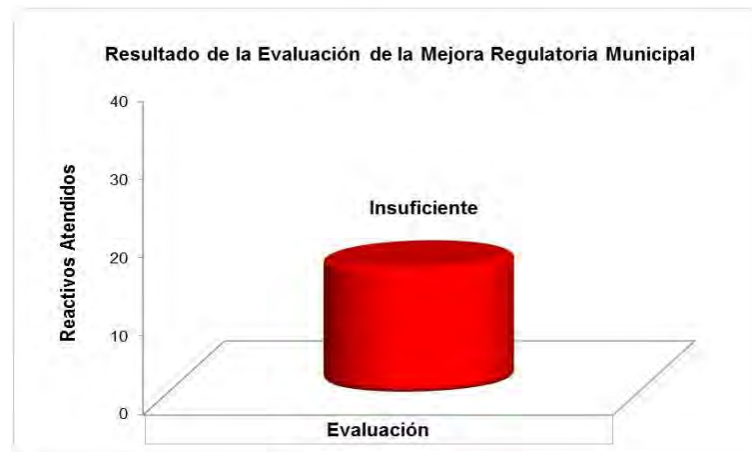 Resultado de la Evaluación de la Mejora Regulatoria Municipal
40
30
20
10
0
Reactivos Atendidos
Insuficiente
Evaluación